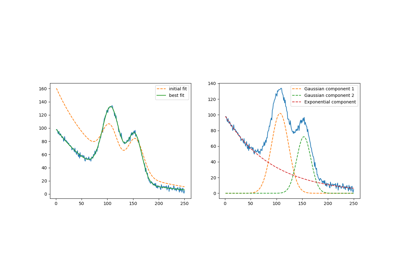 initial fit
best fit
160
140
120
100
80
60
40
20
0
0 50 100 150 200 250
Gaussian component 1
Gaussian component 2
Exponential component
140
120
100
80
60
40
20
0
0 50 100 150 200 250